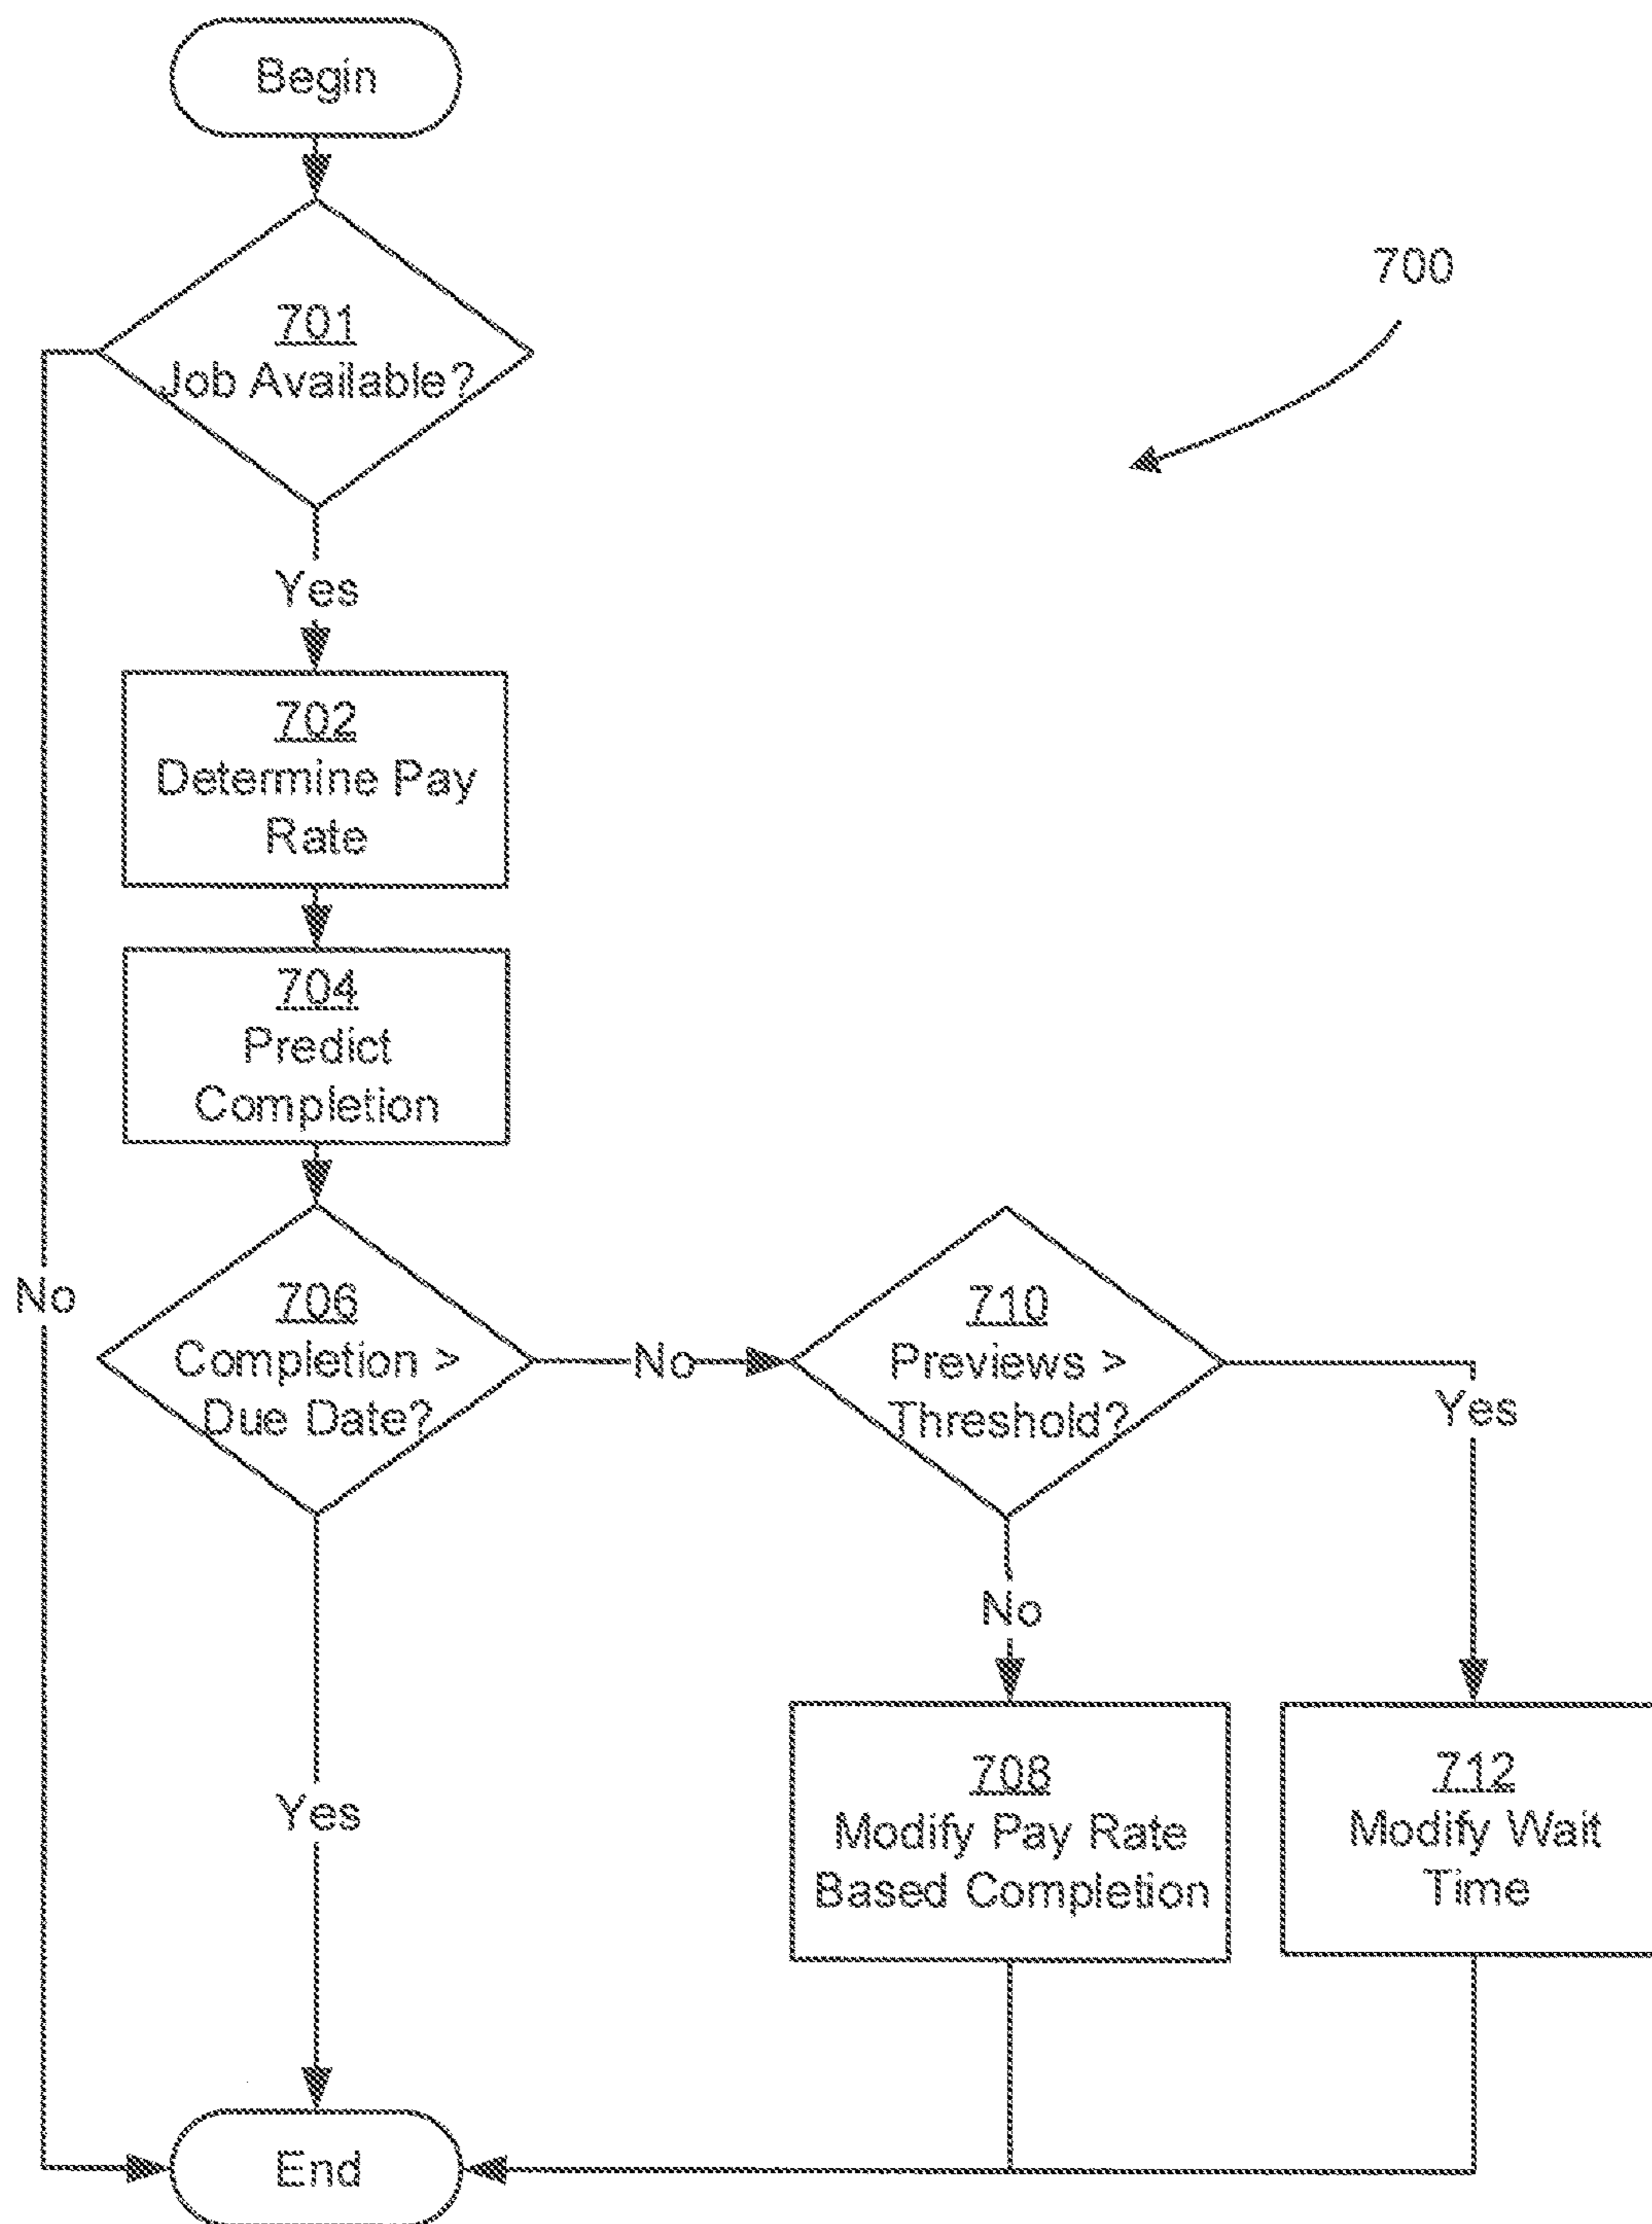 Begin
700
701
Job Available?
Yes
702
Determine Pay
Rate
704
Predict
Completion
No
706
Completion >
Due Date?
No
710
Previews >
Threshold?
Yes
No
708
Modify Pay Rate
Based Completion
712
Modify Wait
Time
Yes
End